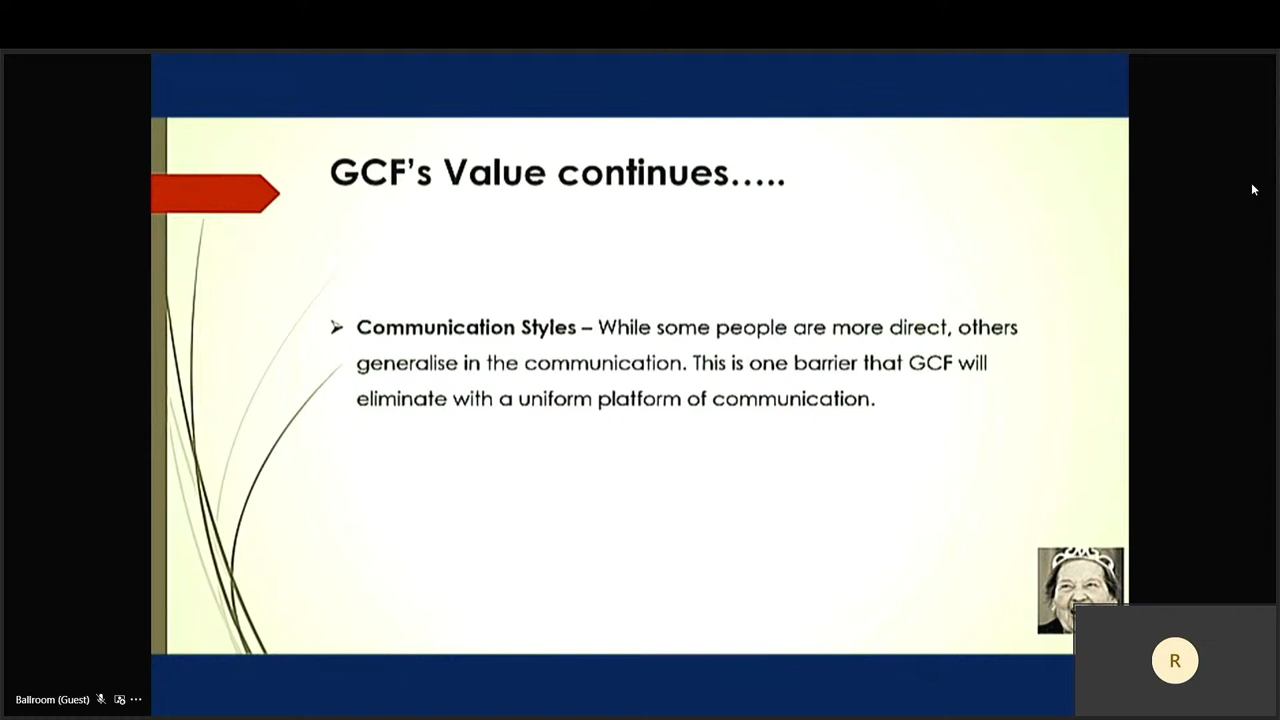 GCF's Value continues.....
➢ Communication Styles – While some people are more direct, others
generalise in the communication. This is one barrier that GCF will
eliminate with a uniform platform of communication.
R
Ballroom (Guest)